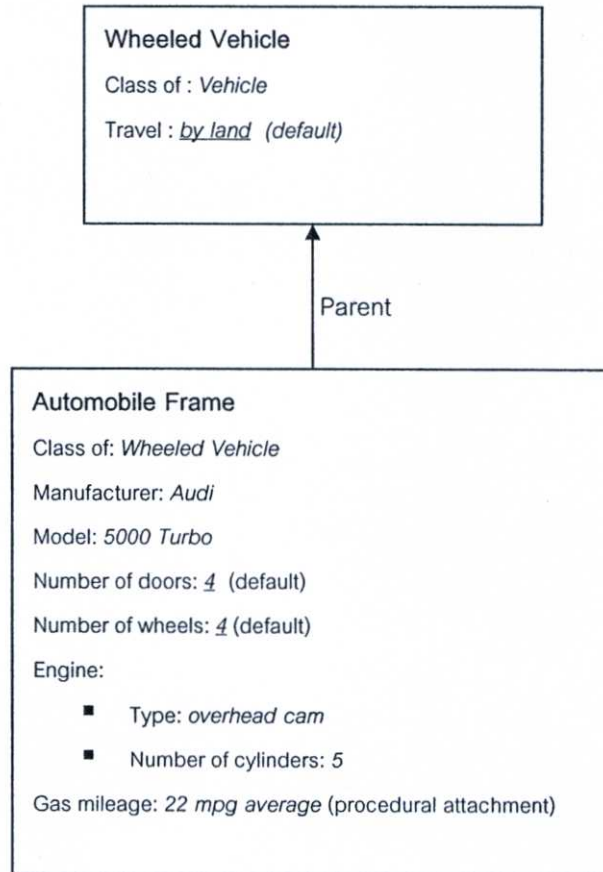 Wheeled Vehicle
Class of : Vehicle
Travel : by land (default)
Parent
Automobile Frame
Class of: Wheeled Vehicle
Manufacturer: Audi
Model: 5000 Turbo
Number of doors: 4 (default)
Number of wheels: 4 (default)
Engine:
■ Type: overhead cam
■ Number of cylinders: 5
Gas mileage: 22 mpg average (procedural attachment)